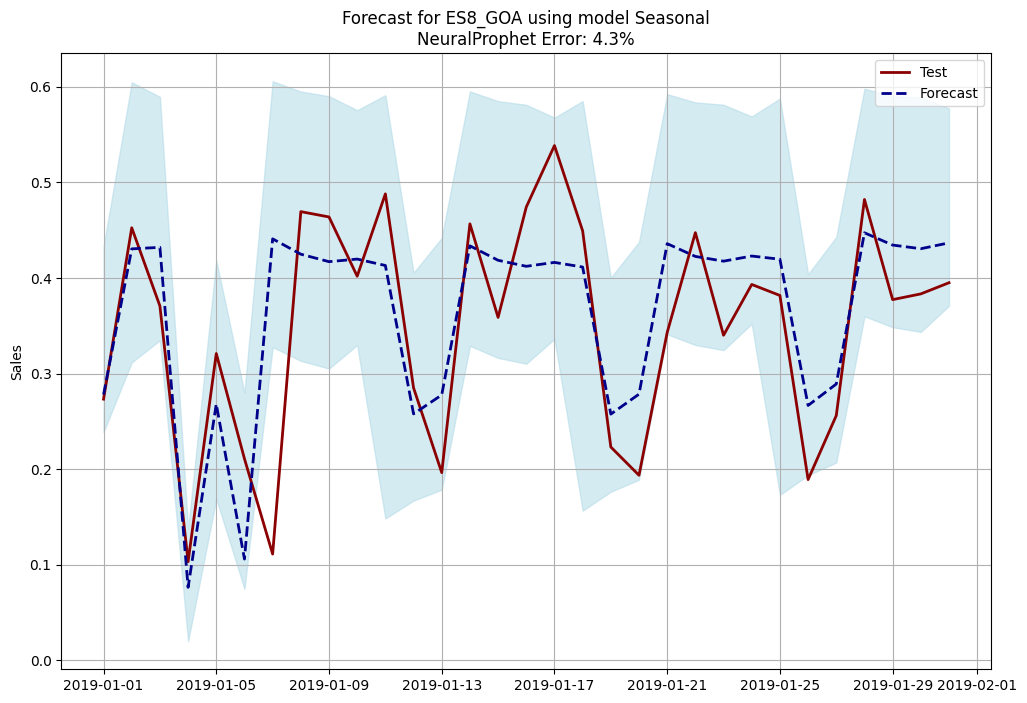 Forecast for ES8_GOA using model Seasonal
NeuralProphet Error: 4.3%
Test
Forecast
Sales
0.6
0.5
0.4
0.3
0.2
0.1
0.0
2019-01-01 2019-01-05 2019-01-09 2019-01-13 2019-01-17 2019-01-21 2019-01-25 2019-01-29 2019-02-01